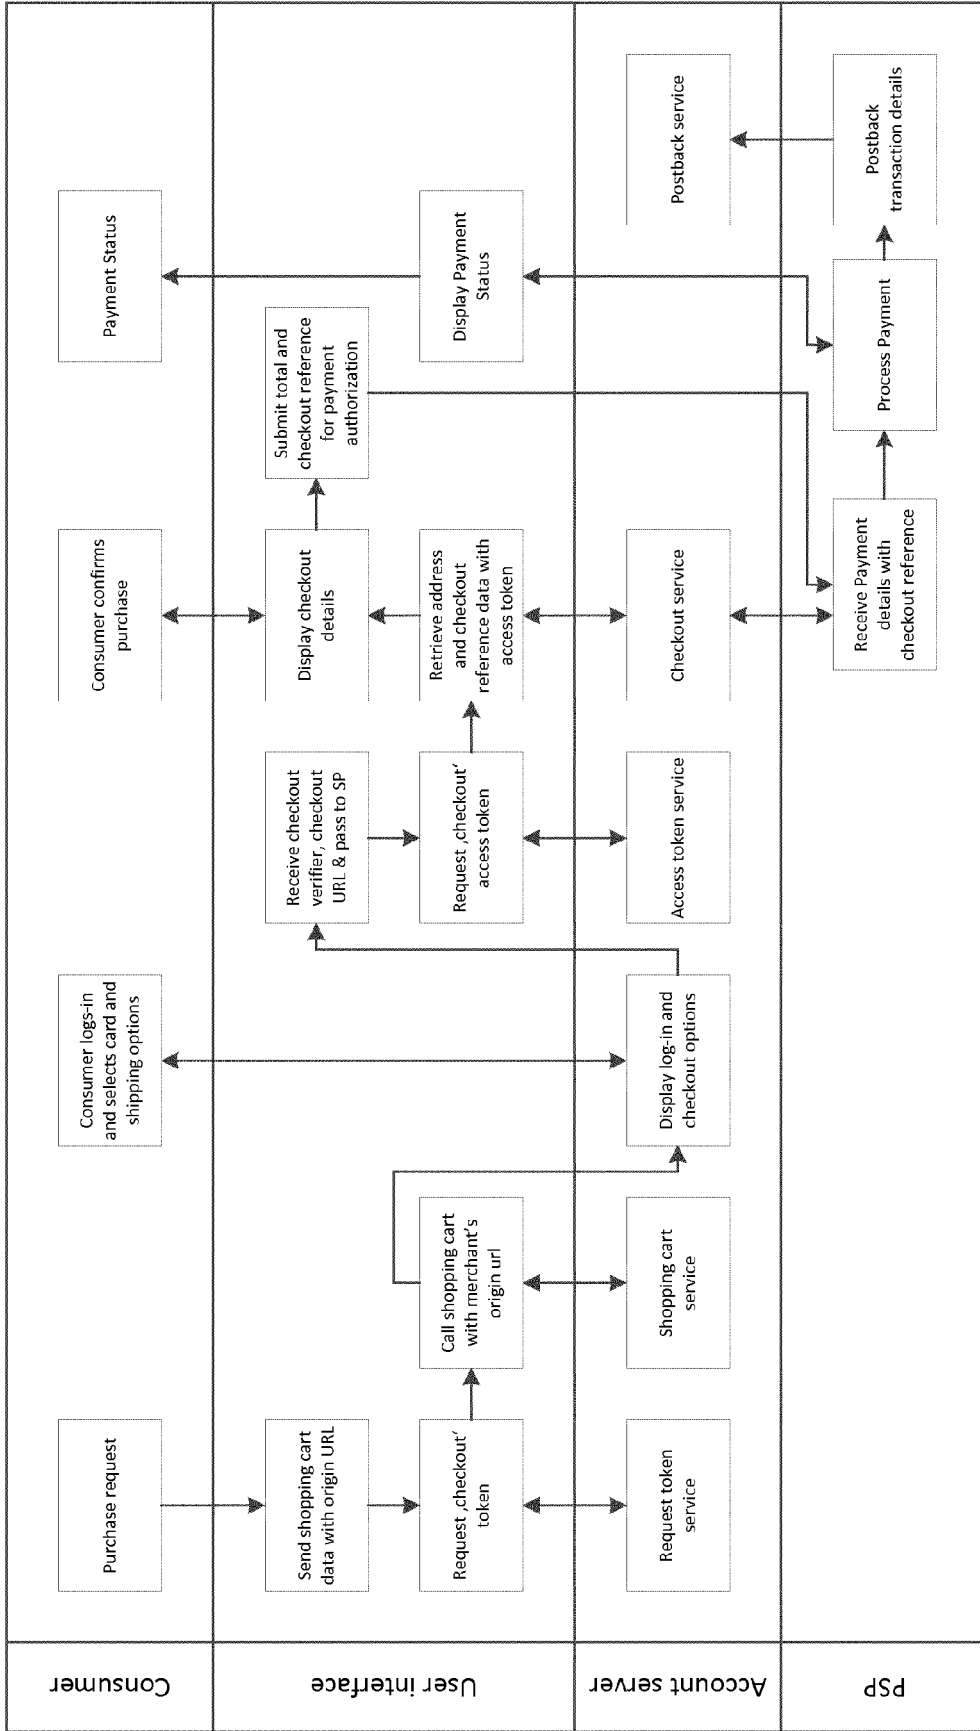 Consumer
Purchase request
Consumer logs-in
and selects card and
shipping options
Consumer confirms
purchase
Payment Status
User interface
Send shopping cart
data with origin URL
Request ‚checkout‘
token
Call shopping cart
with merchant’s
origin url
Receive checkout
verifier, checkout
URL & pass to SP
Request ‚checkout‘
access token
Display checkout
details
Retrieve address
and checkout
reference data with
access token
Submit total and
checkout reference
for payment
authorization
Display Payment
Status
Account server
Request token
service
Shopping cart
service
Display log-in and
checkout options
Access token service
Checkout service
Postback service
PSP
Receive Payment
details with
checkout reference
Process Payment
Postback
transaction details